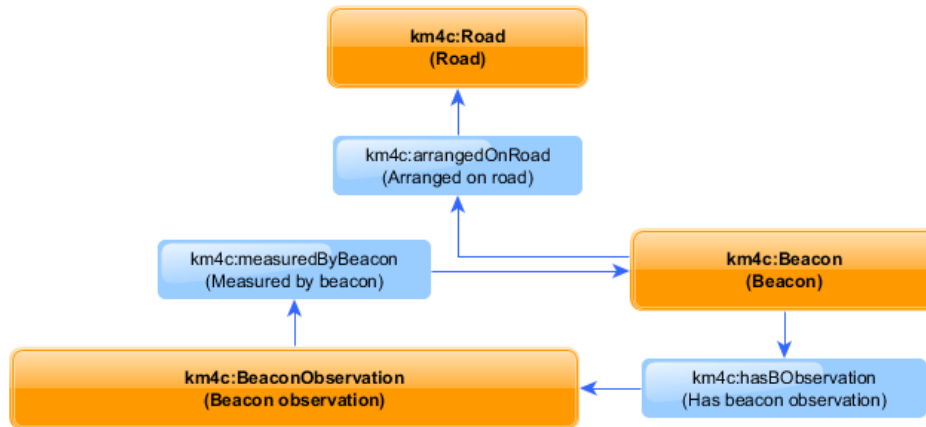 km4c:Road
(Road)
km4c:arrangedOnRoad
(Arranged on road)
km4c:measuredByBeacon
(Measured by beacon)
km4c:Beacon
(Beacon)
km4c:BeaconObservation
(Beacon observation)
km4c:hasBObservation
(Has beacon observation)